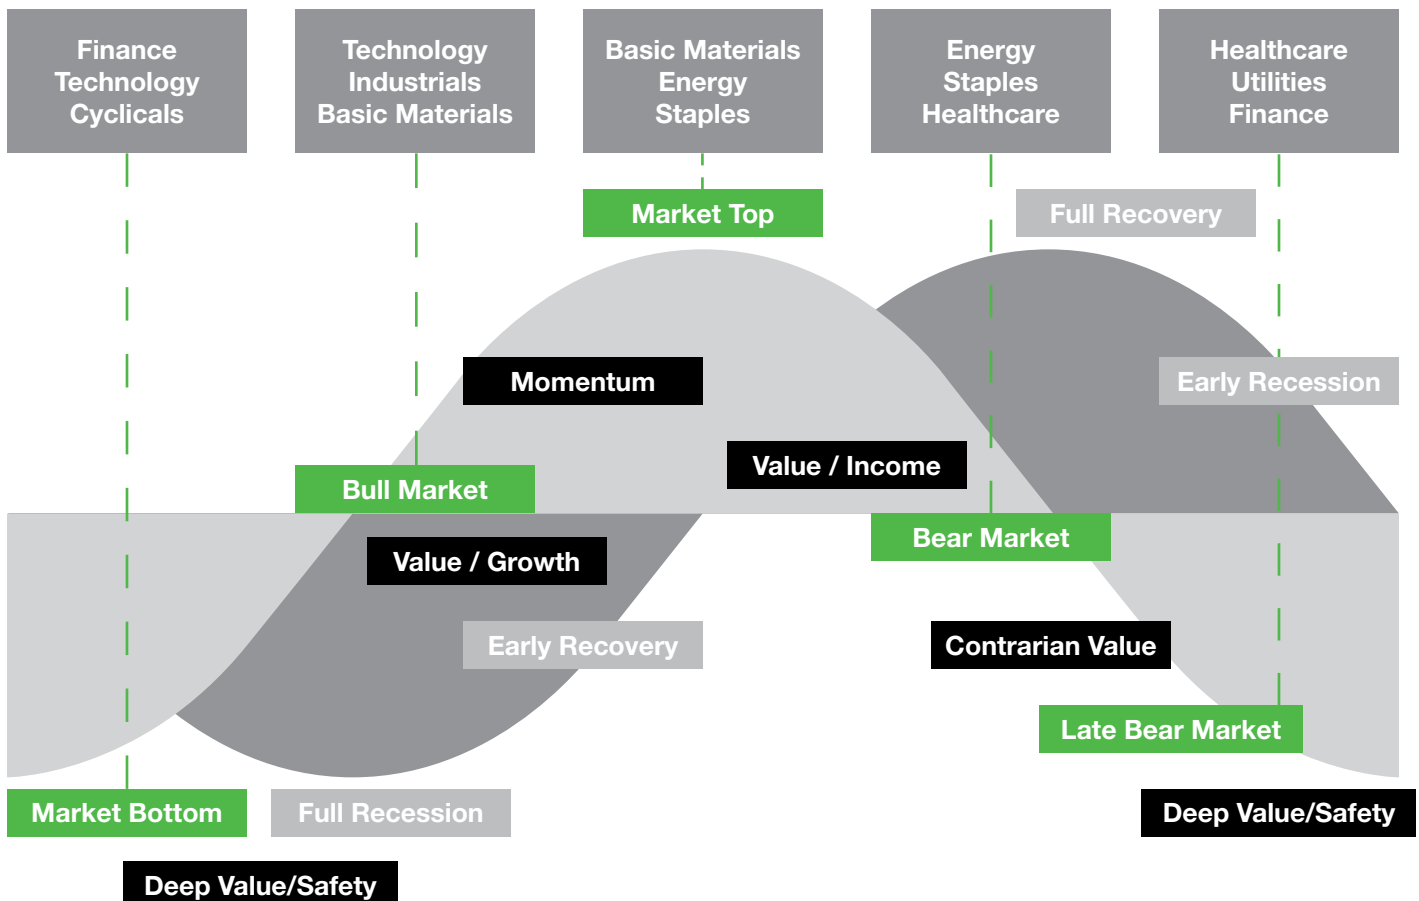 Finance
Technology
Cyclicals
Technology
Industrials
Basic Materials
Basic Materials
Energy
Staples
Energy
Staples
Healthcare
Healthcare
Utilities
Finance
Market Top
Full Recovery
Momentum
Early Recession
Value / Income
Bull Market
Bear Market
Value / Growth
Early Recovery
Contrarian Value
Late Bear Market
Market Bottom
Full Recession
Deep Value/Safety
Deep Value/Safety